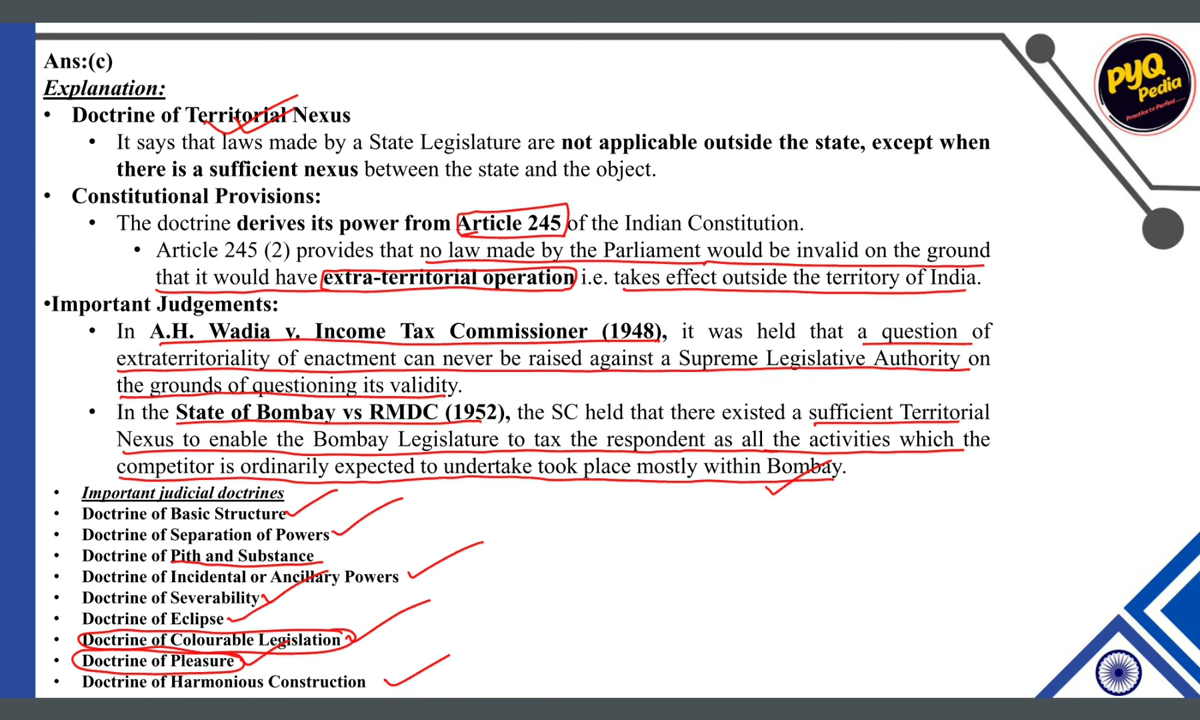 Ans:(c)
Explanation:
• Doctrine of Territorial Nexus
• It says that laws made by a State Legislature are not applicable outside the state, except when
there is a sufficient nexus between the state and the object.
• Constitutional Provisions:
• The doctrine derives its power from Article 245 of the Indian Constitution.
• Article 245 (2) provides that no law made by the Parliament would be invalid on the ground
that it would have extra-territorial operation i.e. takes effect outside the territory of India.
•Important Judgements:
• In A.H. Wadia v. Income Tax Commissioner (1948), it was held that a question of
extraterritoriality of enactment can never be raised against a Supreme Legislative Authority on
the grounds of questioning its validity.
• In the State of Bombay vs RMDC (1952), the SC held that there existed a sufficient Territorial
Nexus to enable the Bombay Legislature to tax the respondent as all the activities which the
competitor is ordinarily expected to undertake took place mostly within Bombay.
• Important judicial doctrines
• Doctrine of Basic Structure
• Doctrine of Separation of Powers
• Doctrine of Pith and Substance
• Doctrine of Incidental or Ancillary Powers
• Doctrine of Severability
• Doctrine of Eclipse
• Doctrine of Colourable Legislation
• Doctrine of Pleasure
• Doctrine of Harmonious Construction
PYQ
Pedia
Practice to Perfect